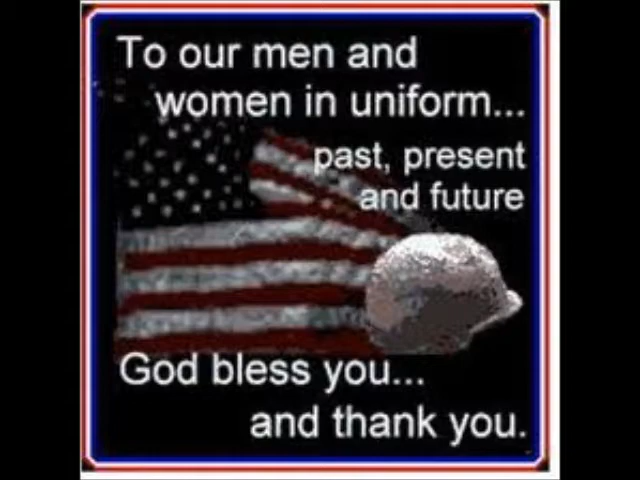 To our men and
women in uniform...
past, present
and future
God bless you...
and thank you.